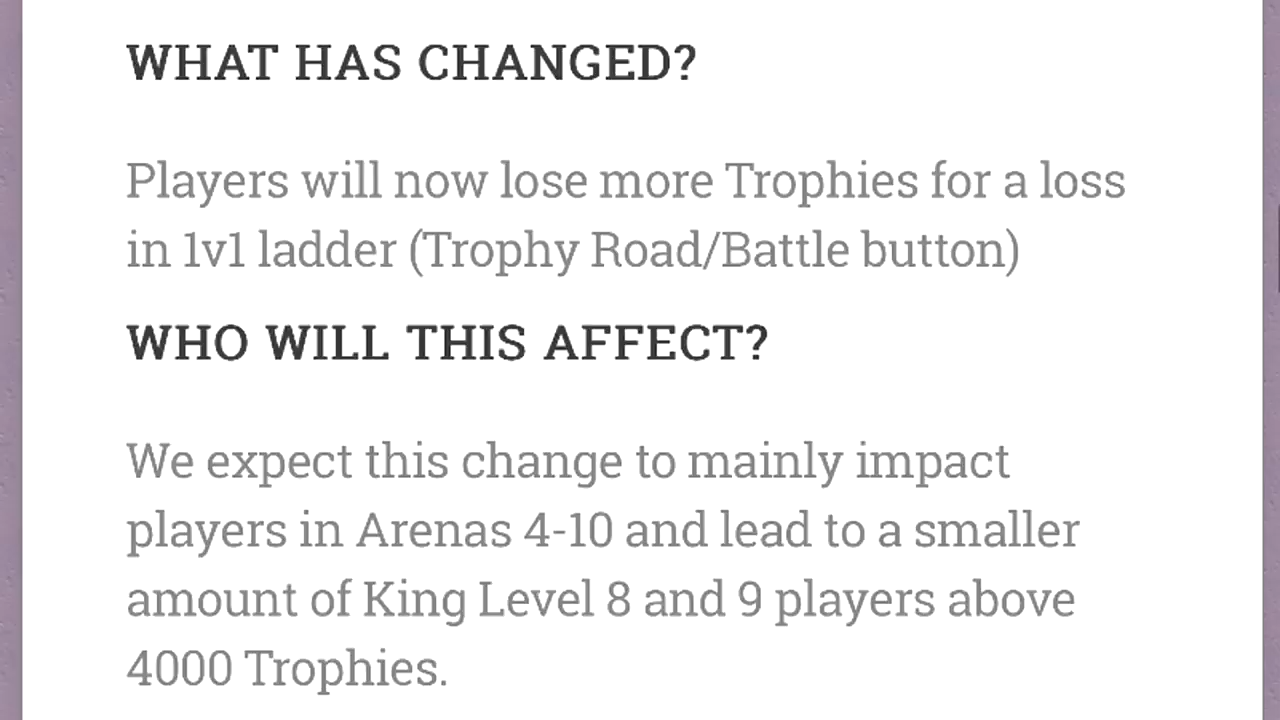 WHAT HAS CHANGED?
Players will now lose more Trophies for a loss
in 1v1 ladder (Trophy Road/Battle button)
WHO WILL THIS AFFECT?
We expect this change to mainly impact
players in Arenas 4-10 and lead to a smaller
amount of King Level 8 and 9 players above
4000 Trophies.